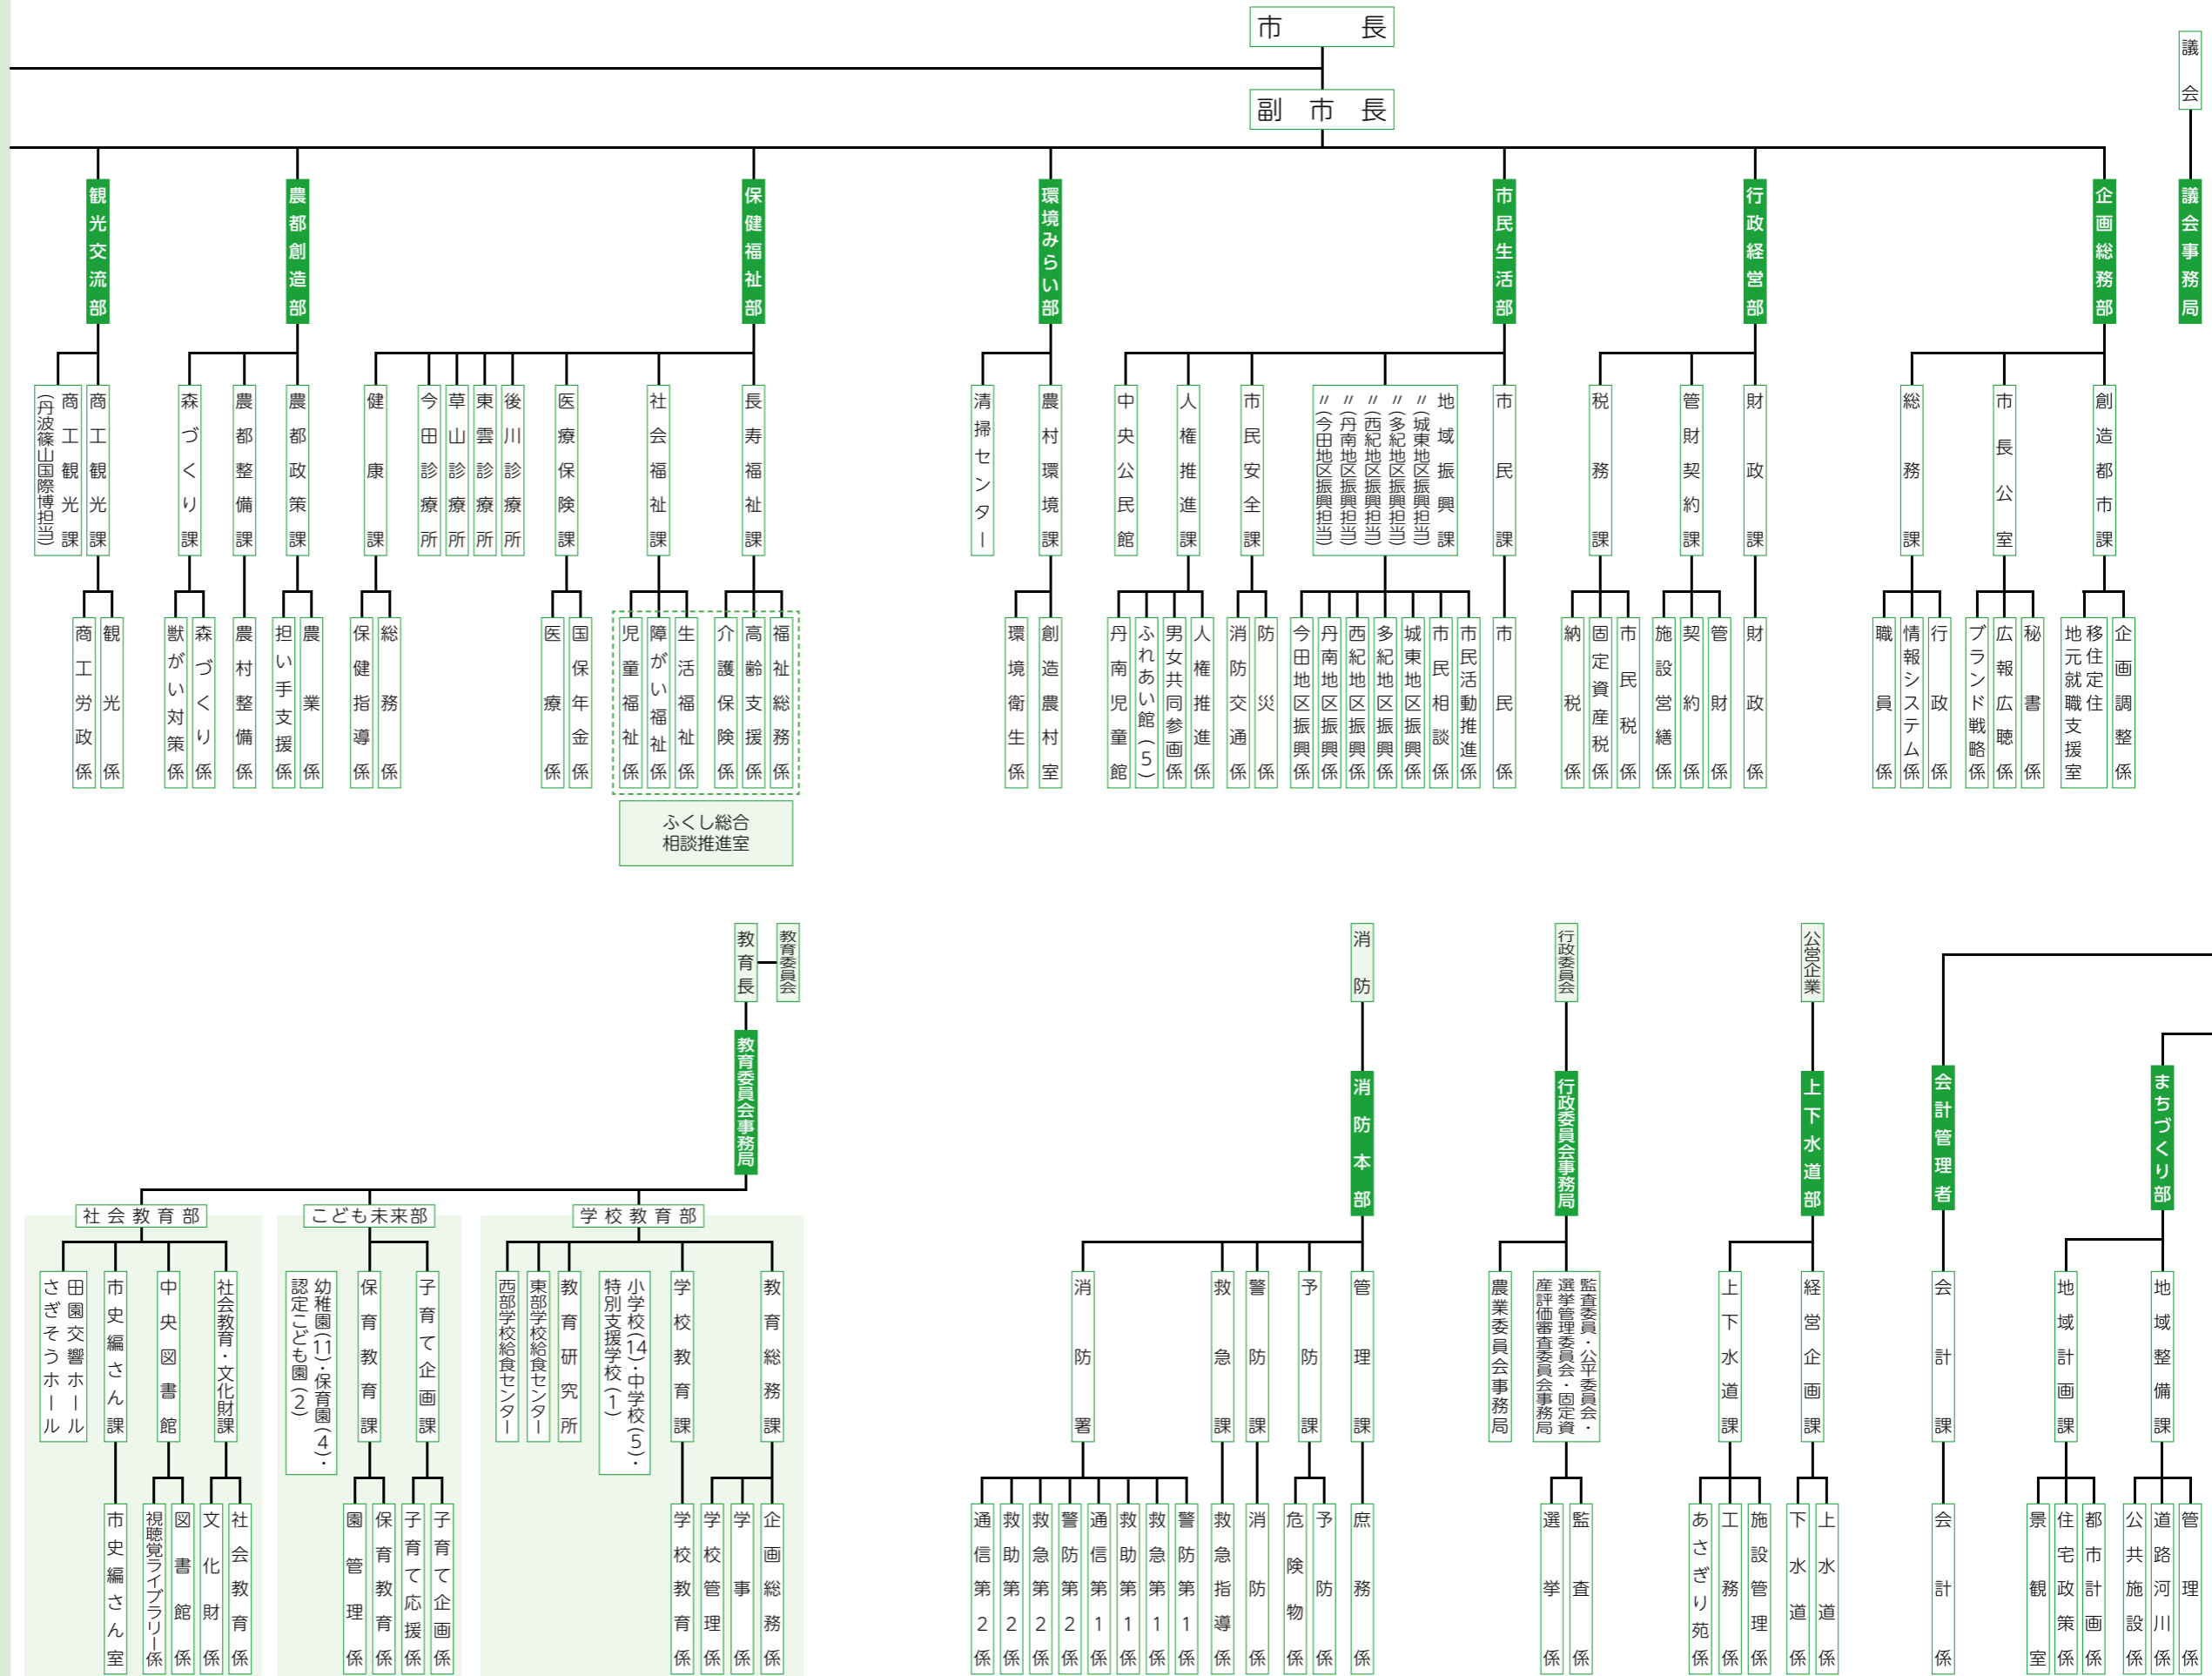 市長
副市長
議会
議会事務局
企画総務部
創造都市課
企画調整係
移住定住
地元就職支援室
市長公室
秘書係
広報広聴係
ブランド戦略係
総務課
行政係
情報システム係
職員係
行政経営部
財政課
財政係
管財契約課
管財係
契約係
施設営繕係
税務課
市民税係
固定資産税係
納税係
市民生活部
市民課
市民係
地域振興課
〃(城東地区振興担当)
〃(多紀地区振興担当)
〃(西紀地区振興担当)
〃(丹南地区振興担当)
〃(今田地区振興担当)
市民活動推進係
市民相談係
城東地区振興係
多紀地区振興係
西紀地区振興係
丹南地区振興係
今田地区振興係
市民安全課
防災係
消防交通係
人権推進課
人権推進係
男女共同参画係
ふれあい館(5)
丹南児童館
中央公民館
環境みらい部
農村環境課
創造農村室
環境衛生係
清掃センター
保健福祉部
長寿福祉課
福祉総務係
高齢支援係
介護保険係
社会福祉課
生活福祉係
障がい福祉係
児童福祉係
ふくし総合
相談推進室
医療保険課
国保年金係
医療係
後川診療所
東雲診療所
草山診療所
今田診療所
健康課
総務係
保健指導係
農都創造部
農都政策課
農業係
担い手支援係
農都整備課
農村整備係
森づくり課
森づくり係
獣がい対策係
観光交流部
商工観光課
観光係
商工労政係
商工観光課
(丹波篠山国際博担当)
まちづくり部
地域整備課
管理係
道路河川係
公共施設係
地域計画課
都市計画係
住宅政策係
景観室
会計管理者
会計課
会計係
公営企業
上下水道部
経営企画課
上水道係
下水道係
上下水道課
施設管理係
工務係
あさぎり苑
行政委員会
行政委員会事務局
監査委員・公平委員会・
選挙管理委員会・固定資
産評価審査委員会事務局
監査係
選挙係
農業委員会事務局
消防
消防本部
管理課
庶務係
予防課
予防係
危険物係
警防課
消防係
救急課
救急指導係
消防署
警防第1係
救急第1係
救助第1係
通信第1係
警防第2係
救急第2係
救助第2係
通信第2係
教育委員会
教育長
教育委員会事務局
学校教育部
教育総務課
企画総務係
学事係
学校管理係
学校教育課
学校教育係
小学校(14)・中学校(5)・
特別支援学校(1)
教育研究所
東部学校給食センター
西部学校給食センター
こども未来部
子育て企画課
子育て企画係
子育て応援係
保育教育課
保育教育係
園管理係
幼稚園(11)・保育園(4)・
認定こども園(2)
社会教育部
社会教育・文化財課
社会教育係
文化財係
中央図書館
図書館係
視聴覚ライブラリー係
市史編さん課
市史編さん室
田園交響ホール
さぎそうホール